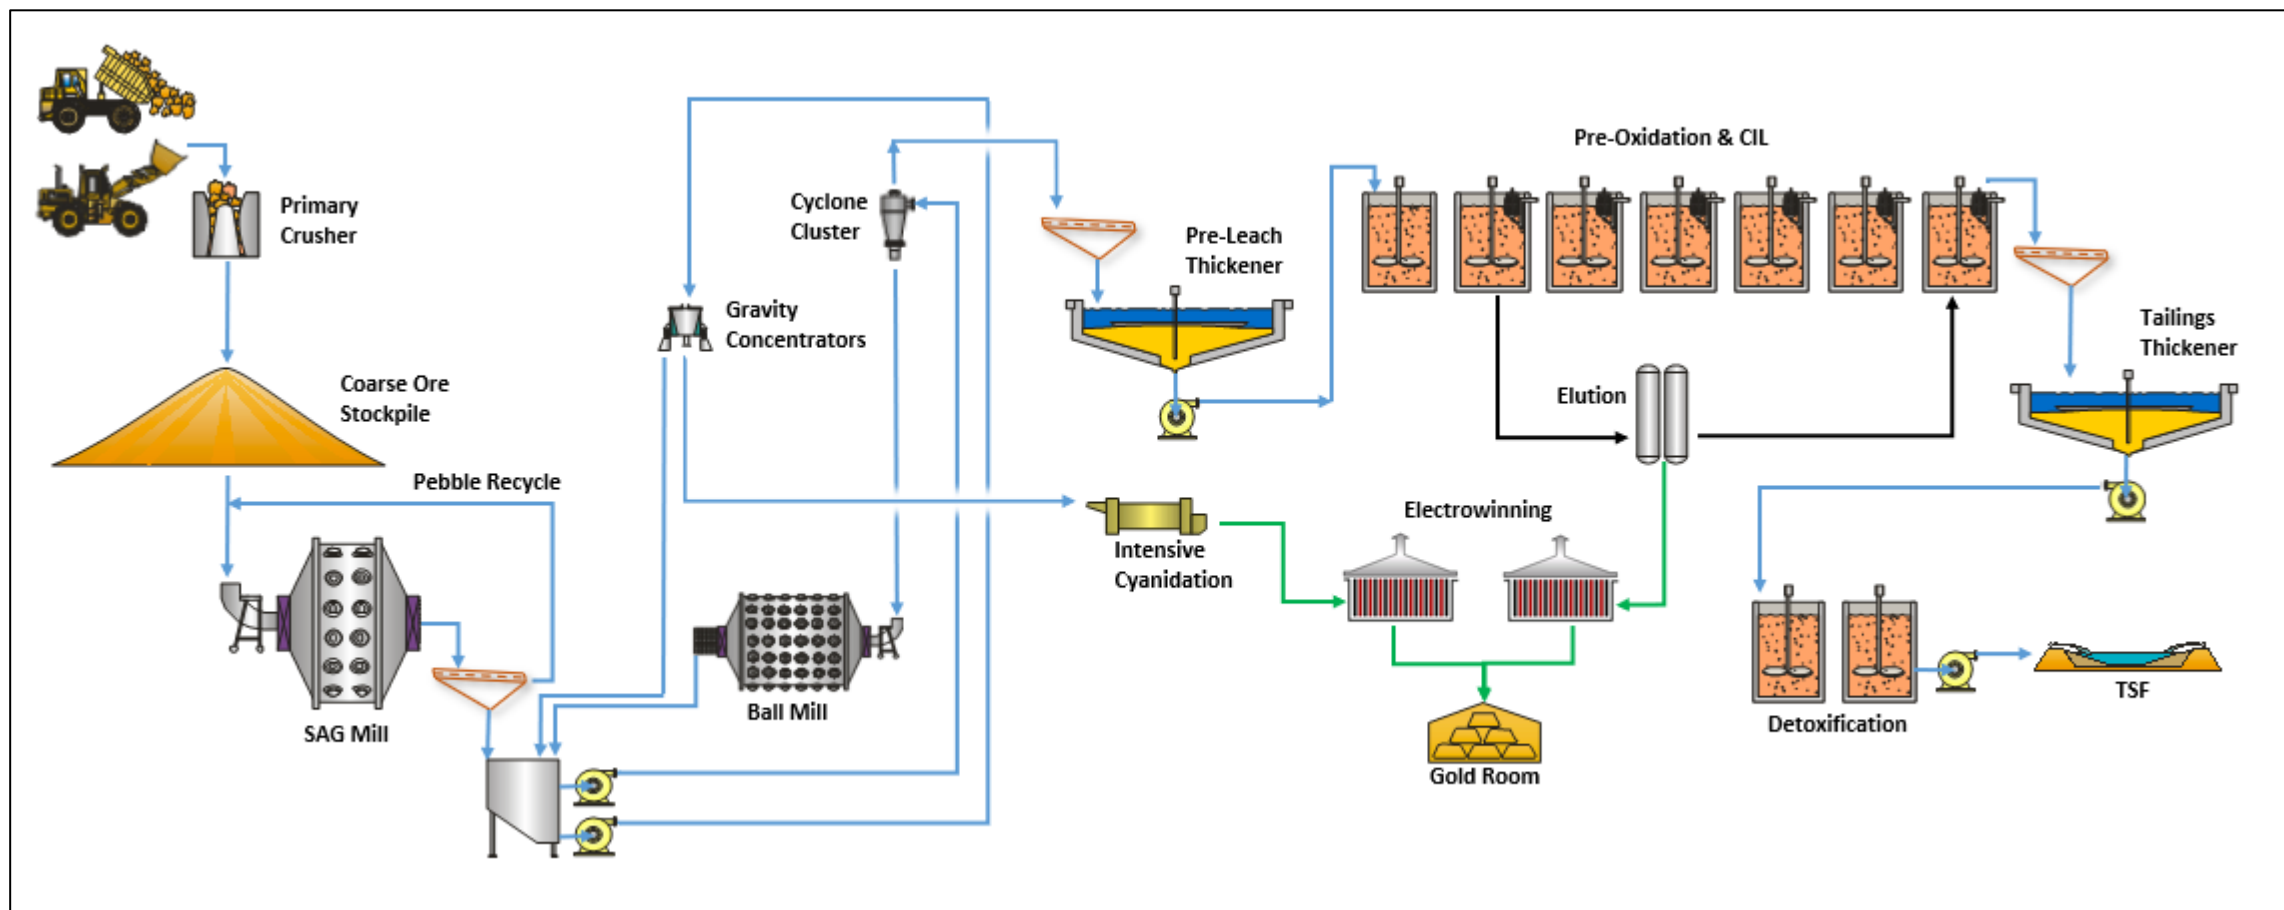 Primary
Crusher
Coarse Ore
Stockpile
Pebble Recycle
SAG Mill
Gravity
Concentrators
Cyclone
Cluster
Ball Mill
Pre-Leach
Thickener
Intensive
Cyanidation
Pre-Oxidation & CIL
Elution
Electrowinning
Gold Room
Tailings
Thickener
Detoxification
TSF